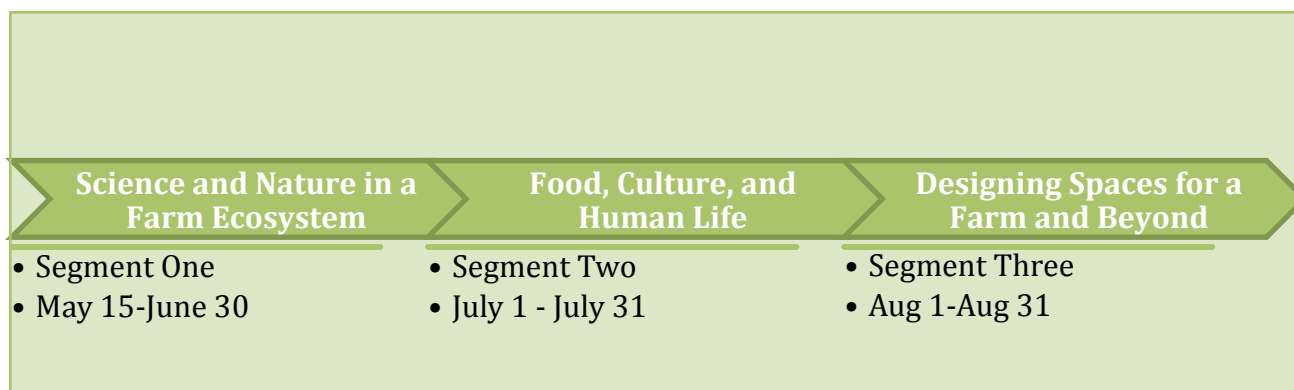 Science and Nature in a
Farm Ecosystem
• Segment One
• May 15-June 30
Food, Culture, and
Human Life
• Segment Two
• July 1 - July 31
Designing Spaces for a
Farm and Beyond
• Segment Three
• Aug 1-Aug 31